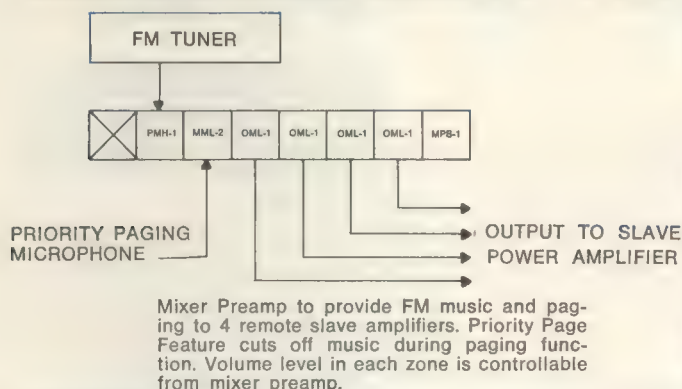 FM TUNER
PMH-1 MML-2 OML-1 OML-1 OML-1 OML-1 MPS-1
PRIORITY PAGING
MICROPHONE
OUTPUT TO SLAVE
POWER AMPLIFIER
Mixer Preamp to provide FM music and pag-
ing to 4 remote slave amplifiers. Priority Page
Feature cuts off music during paging func-
tion. Volume level in each zone is controllable
from mixer preamp.